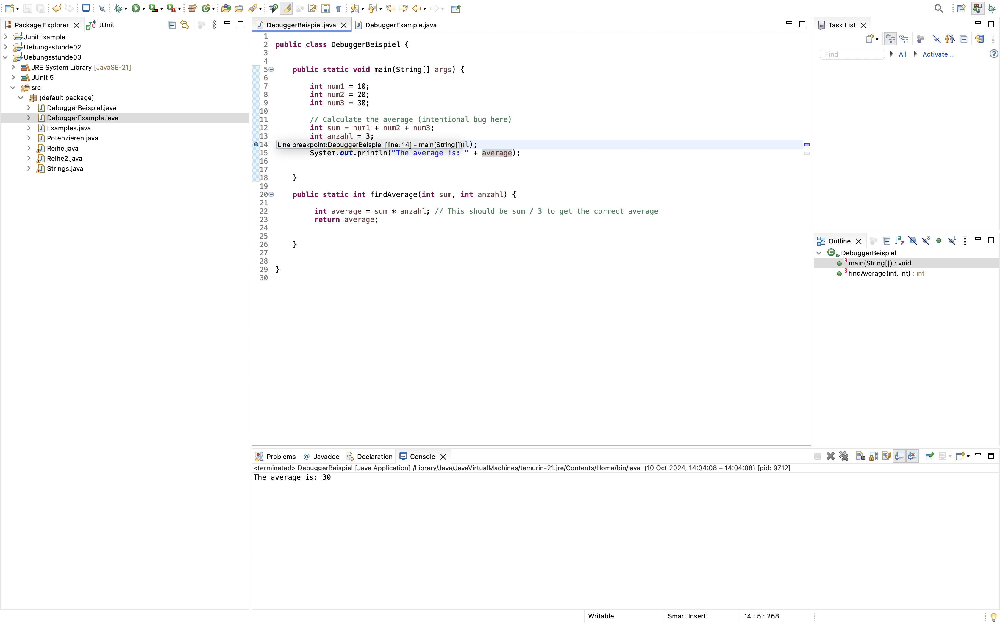 Package Explorer
JUnit
JunitExample
Uebungsstunde02
Uebungsstunde03
JRE System Library [JavaSE-21]
JUnit 5
src
(default package)
DebuggerBeispiel.java
DebuggerExample.java
Examples.java
Potenzieren.java
Reihe.java
Reihe2.java
Strings.java
DebuggerBeispiel.java
DebuggerExample.java
1
2 public class DebuggerBeispiel {
3
4
5 public static void main(String[] args) {
6
7 int num1 = 10;
8 int num2 = 20;
9 int num3 = 30;
10
11 // Calculate the average (intentional bug here)
12 int sum = num1 + num2 + num3;
13 int anzahl = 3;
14 Line breakpoint:DebuggerBeispiel [line: 14] - main(String[]) l);
15 System.out.println("The average is: " + average);
16
17
18 }
19
20 public static int findAverage(int sum, int anzahl) {
21
22 int average = sum * anzahl; // This should be sum / 3 to get the correct average
23 return average;
24
25
26 }
27
28
29 }
30
Task List
Find
All
Activate...
Outline
DebuggerBeispiel
main(String[]) : void
findAverage(int, int) : int
Problems
Javadoc
Declaration
Console
<terminated> DebuggerBeispiel [Java Application] /Library/Java/JavaVirtualMachines/temurin-21.jre/Contents/Home/bin/java (10 Oct 2024, 14:04:08 – 14:04:08) [pid: 9712]
The average is: 30
Writable
Smart Insert
14 : 5 : 268